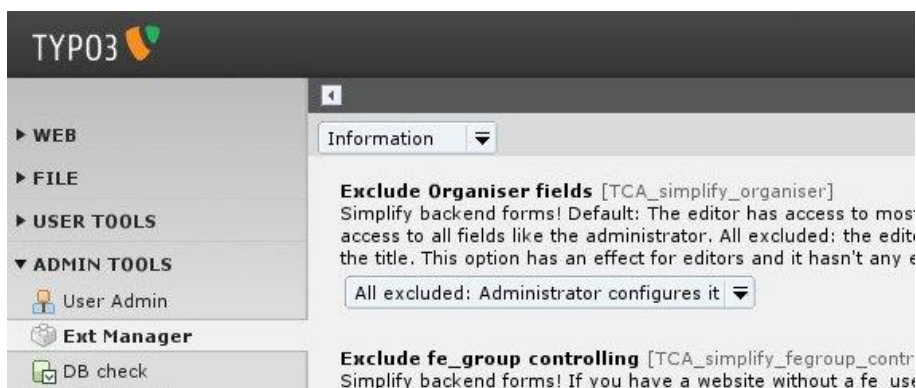 TYPO3
WEB
FILE
USER TOOLS
ADMIN TOOLS
User Admin
Ext Manager
DB check
Information
Exclude Organiser fields [TCA_simplify_organiser]
Simplify backend forms! Default: The editor has access to most
access to all fields like the administrator. All excluded: the edit
the title. This option has an effect for editors and it hasn't any
All excluded: Administrator configures it
Exclude fe_group controlling [TCA_simplify_fegroup_contr
Simplify backend forms! If you have a website without a fe_use